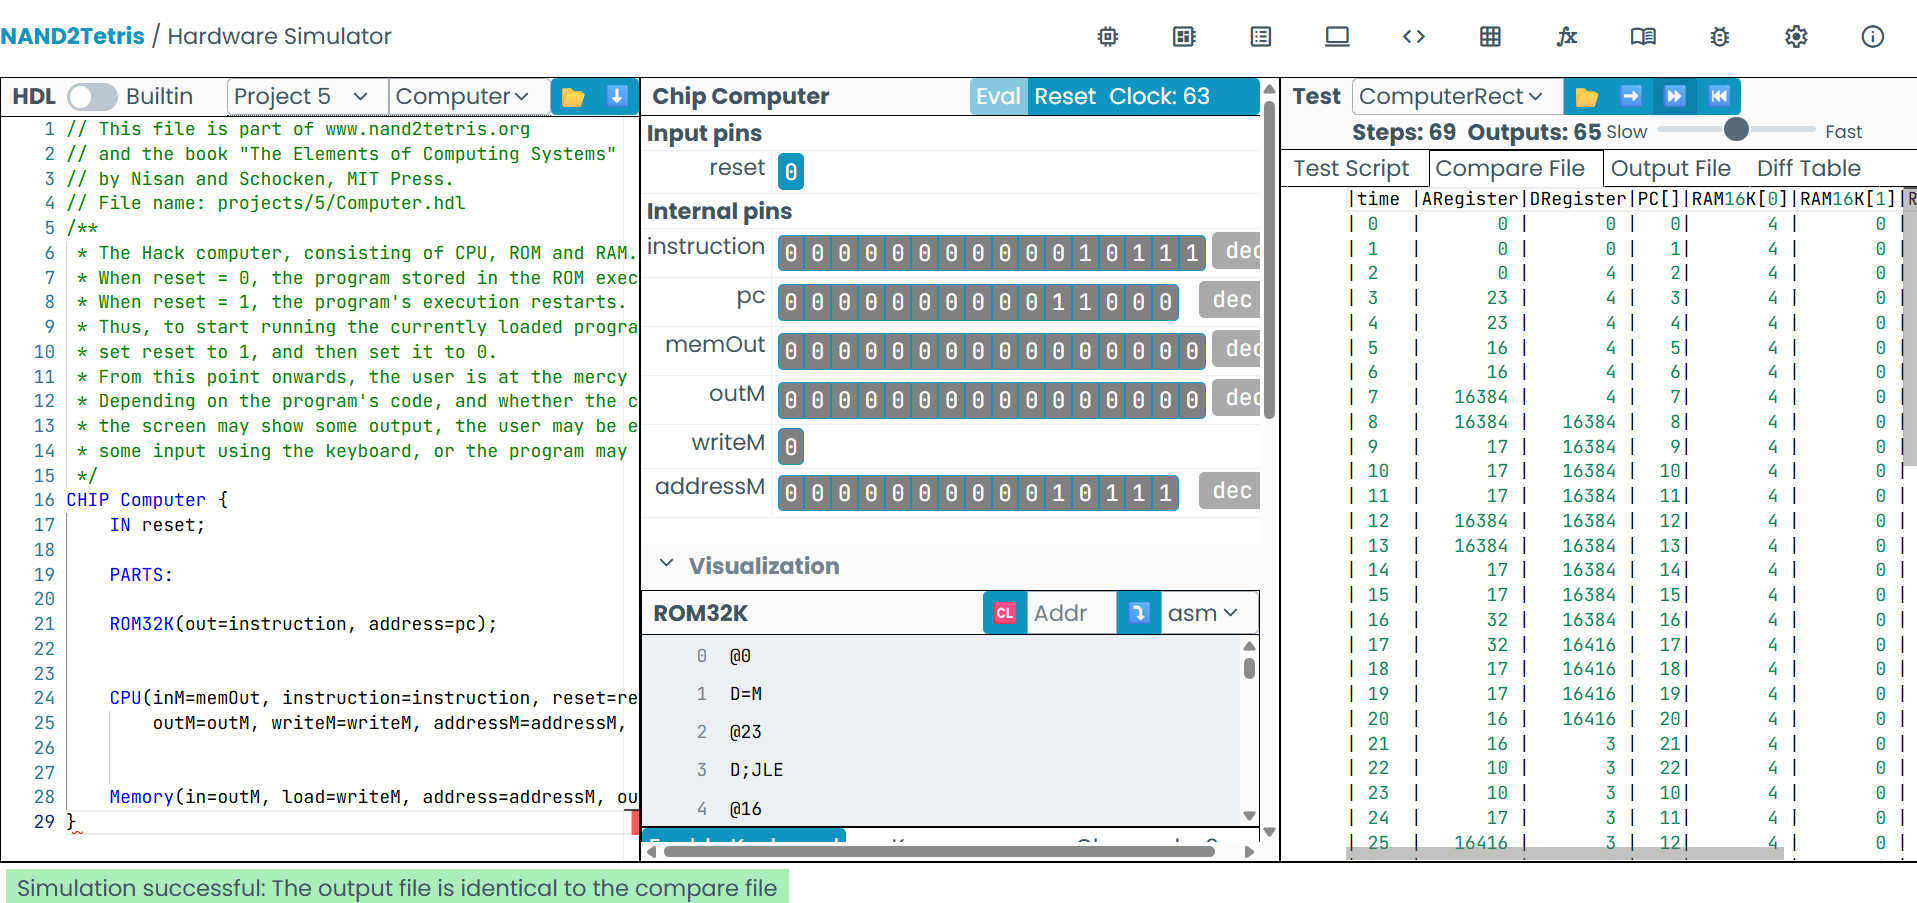 NAND2Tetris / Hardware Simulator
HDL Builtin Project 5 Computer
1 // This file is part of www.nand2tetris.org
2 // and the book "The Elements of Computing Systems"
3 // by Nisan and Schocken, MIT Press.
4 // File name: projects/5/Computer.hdl
5 /**
6 * The Hack computer, consisting of CPU, ROM and RAM.
7 * When reset = 0, the program stored in the ROM exec
8 * When reset = 1, the program's execution restarts.
9 * Thus, to start running the currently loaded progra
10 * set reset to 1, and then set it to 0.
11 * From this point onwards, the user is at the mercy
12 * Depending on the program's code, and whether the c
13 * the screen may show some output, the user may be e
14 * some input using the keyboard, or the program may
15 */
16 CHIP Computer {
17 IN reset;
18
19 PARTS:
20
21 ROM32K(out=instruction, address=pc);
22
23
24 CPU(inM=memOut, instruction=instruction, reset=re
25 outM=outM, writeM=writeM, addressM=addressM,
26
27
28 Memory(in=outM, load=writeM, address=addressM, ou
29 }
Chip Computer Eval Reset Clock: 63
Input pins
reset 0
Internal pins
instruction 0 0 0 0 0 0 0 0 0 0 0 1 0 1 1 1 dec
pc 0 0 0 0 0 0 0 0 0 0 1 1 0 0 0 dec
memOut 0 0 0 0 0 0 0 0 0 0 0 0 0 0 0 0 dec
outM 0 0 0 0 0 0 0 0 0 0 0 0 0 0 0 0 dec
writeM 0
addressM 0 0 0 0 0 0 0 0 0 0 1 0 1 1 1 dec
Visualization
ROM32K CL Addr asm
0 @0
1 D=M
2 @23
3 D;JLE
4 @16
Test ComputerRect
Steps: 69 Outputs: 65 Slow Fast
Test Script Compare File Output File Diff Table
|time |ARegister|DRegister|PC[]|RAM16K[0]|RAM16K[1]|R
| 0 | 0 | 0 | 0| 4 | 0 |
| 1 | 0 | 0 | 1| 4 | 0 |
| 2 | 0 | 4 | 2| 4 | 0 |
| 3 | 23 | 4 | 3| 4 | 0 |
| 4 | 23 | 4 | 4| 4 | 0 |
| 5 | 16 | 4 | 5| 4 | 0 |
| 6 | 16 | 4 | 6| 4 | 0 |
| 7 | 16384 | 4 | 7| 4 | 0 |
| 8 | 16384 | 16384 | 8| 4 | 0 |
| 9 | 17 | 16384 | 9| 4 | 0 |
| 10 | 17 | 16384 | 10| 4 | 0 |
| 11 | 17 | 16384 | 11| 4 | 0 |
| 12 | 16384 | 16384 | 12| 4 | 0 |
| 13 | 16384 | 16384 | 13| 4 | 0 |
| 14 | 17 | 16384 | 14| 4 | 0 |
| 15 | 17 | 16384 | 15| 4 | 0 |
| 16 | 32 | 16384 | 16| 4 | 0 |
| 17 | 32 | 16416 | 17| 4 | 0 |
| 18 | 17 | 16416 | 18| 4 | 0 |
| 19 | 17 | 16416 | 19| 4 | 0 |
| 20 | 16 | 16416 | 20| 4 | 0 |
| 21 | 16 | 3 | 21| 4 | 0 |
| 22 | 10 | 3 | 22| 4 | 0 |
| 23 | 10 | 3 | 10| 4 | 0 |
| 24 | 17 | 3 | 11| 4 | 0 |
| 25 | 16416 | 3 | 12| 4 | 0 |
Simulation successful: The output file is identical to the compare file